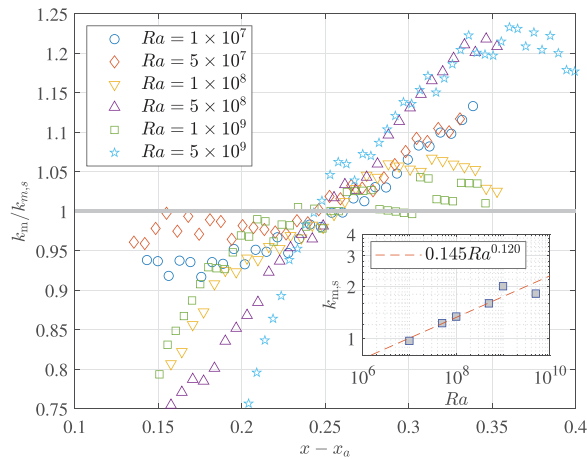 1.25
1.2
1.15
1.1
1.05
1
0.95
0.9
0.85
0.8
0.75
k_m/k_{m,s}
Ra = 1 × 10^7
Ra = 5 × 10^7
Ra = 1 × 10^8
Ra = 5 × 10^8
Ra = 1 × 10^9
Ra = 5 × 10^9
0.145Ra^{0.120}
4
2
1
k_{m,s}
10^6 10^8 10^10
Ra
0.1 0.15 0.2 0.25 0.3 0.35 0.4
x − x_a